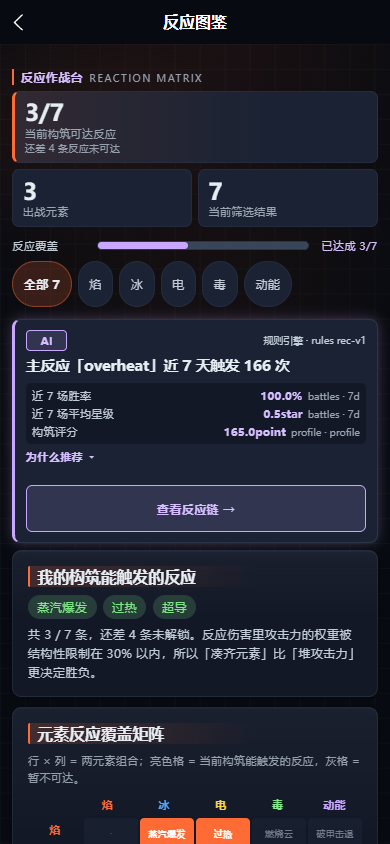 反应图鉴
反应作战台 REACTION MATRIX
3/7
当前构筑可达反应
还差 4 条反应未可达
3
出战元素
7
当前筛选结果
反应覆盖 已达成 3/7
全部 7 焰 冰 电 毒 动能
AI 规则引擎 · rules rec-v1
主反应「overheat」近 7 天触发 166 次
近 7 场胜率 100.0% battles · 7d
近 7 场平均星级 0.5star battles · 7d
构筑评分 165.0point profile · profile
为什么推荐
查看反应链 →
我的构筑能触发的反应
蒸汽爆发 过热 超导
共 3 / 7 条，还差 4 条未解锁。反应伤害里攻击力的权重被
结构性限制在 30% 以内，所以「凑齐元素」比「堆攻击力」
更决定胜负。
元素反应覆盖矩阵
行 × 列 = 两元素组合；亮色格 = 当前构筑能触发的反应，灰格 =
暂不可达。
焰 冰 电 毒 动能
焰 · 蒸汽爆发 过热 燃烧云 破甲击退